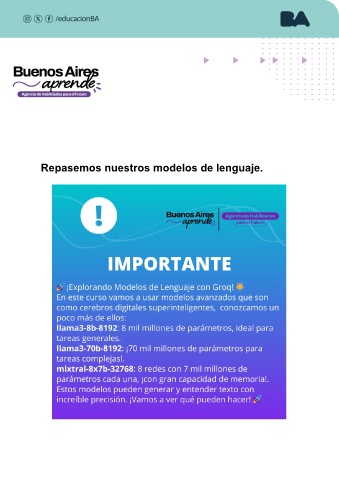 /educacionBA
BA
Buenos Aires
aprende
Agencia de Habilidades para el Futuro
Repasemos nuestros modelos de lenguaje.
!
Buenos Aires
aprende
Agencia de Habilidades
para el Futuro
IMPORTANTE
🚀 ¡Explorando Modelos de Lenguaje con Groq! 🌟
En este curso vamos a usar modelos avanzados que son
como cerebros digitales superinteligentes, conozcamos un
poco más de ellos:
llama3-8b-8192: 8 mil millones de parámetros, ideal para
tareas generales.
llama3-70b-8192: ¡70 mil millones de parámetros para
tareas complejas!.
mixtral-8x7b-32768: 8 redes con 7 mil millones de
parámetros cada una, ¡con gran capacidad de memoria!.
Estos modelos pueden generar y entender texto con
increíble precisión. ¡Vamos a ver qué pueden hacer! 🚀